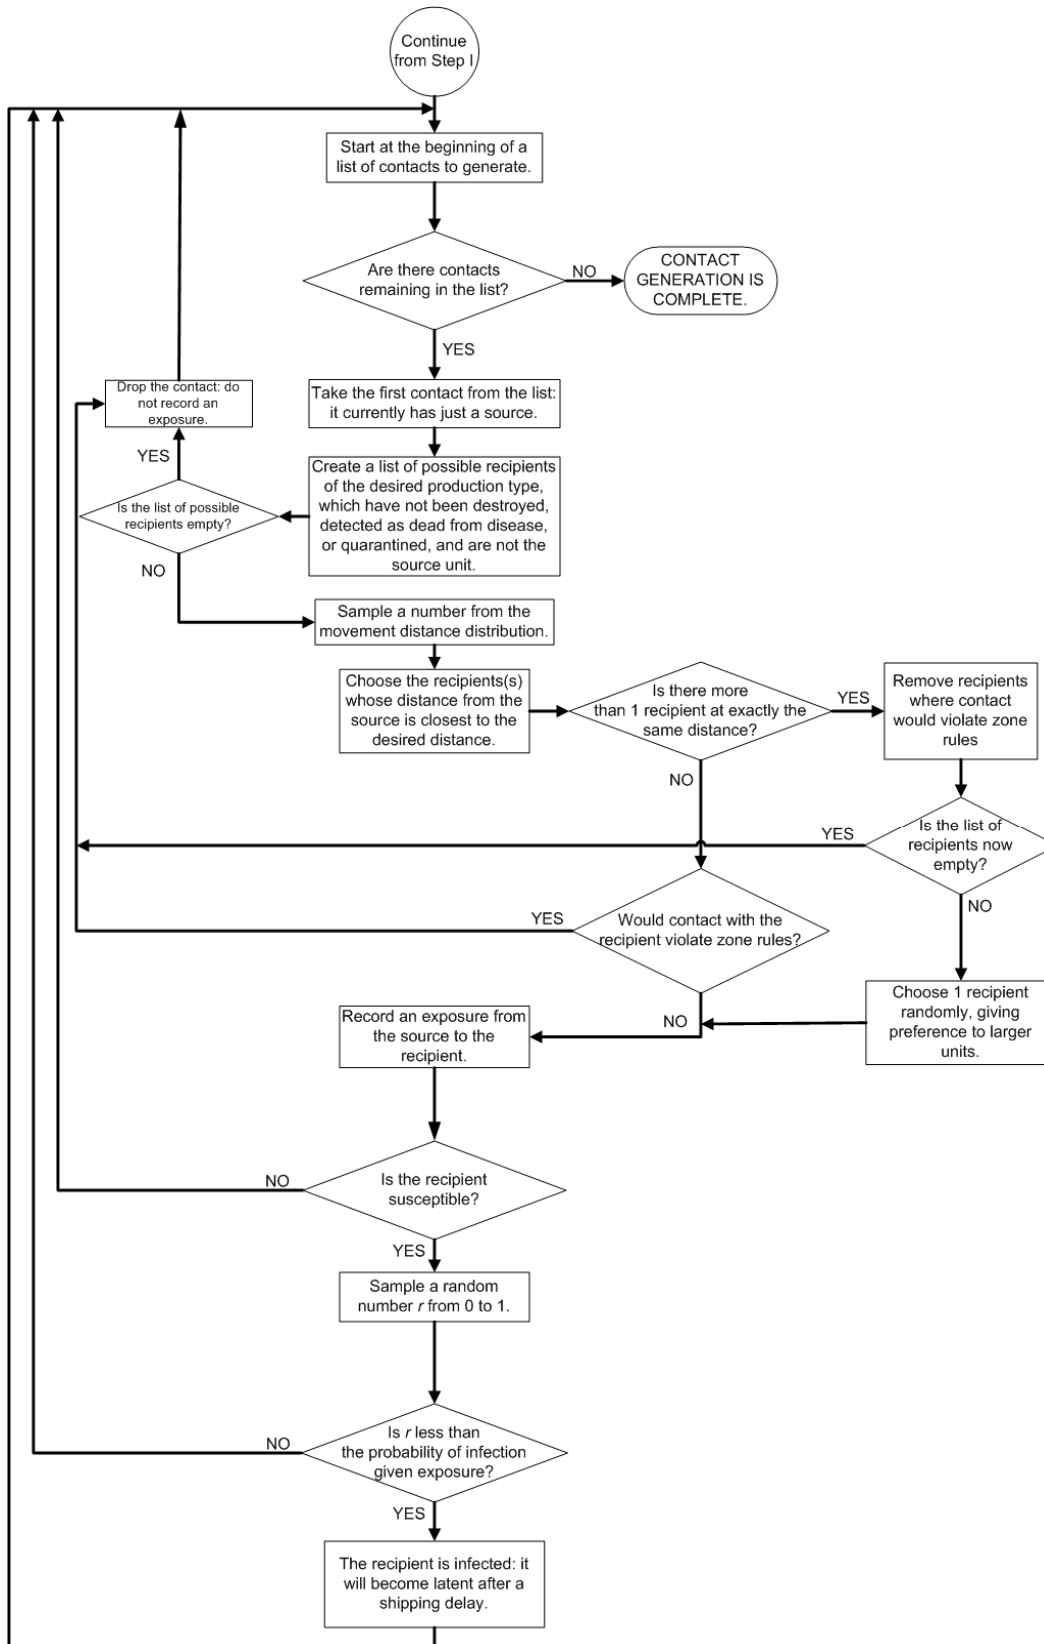 Continue
from Step I
Start at the beginning of a
list of contacts to generate.
Are there contacts
remaining in the list?
NO
CONTACT
GENERATION IS
COMPLETE.
YES
Drop the contact: do
not record an
exposure.
Take the first contact from the list:
it currently has just a source.
YES
Create a list of possible recipients
of the desired production type,
which have not been destroyed,
detected as dead from disease,
or quarantined, and are not the
source unit.
Is the list of possible
recipients empty?
NO
Sample a number from the
movement distance distribution.
Choose the recipients(s)
whose distance from the
source is closest to the
desired distance.
Is there more
than 1 recipient at exactly the
same distance?
YES
Remove recipients
where contact
would violate zone
rules
NO
YES
Is the list of
recipients now
empty?
NO
YES
Would contact with the
recipient violate zone rules?
Choose 1 recipient
randomly, giving
preference to larger
units.
NO
Record an exposure from
the source to the
recipient.
NO
Is the recipient
susceptible?
YES
Sample a random
number r from 0 to 1.
NO
Is r less than
the probability of infection
given exposure?
YES
The recipient is infected: it
will become latent after a
shipping delay.